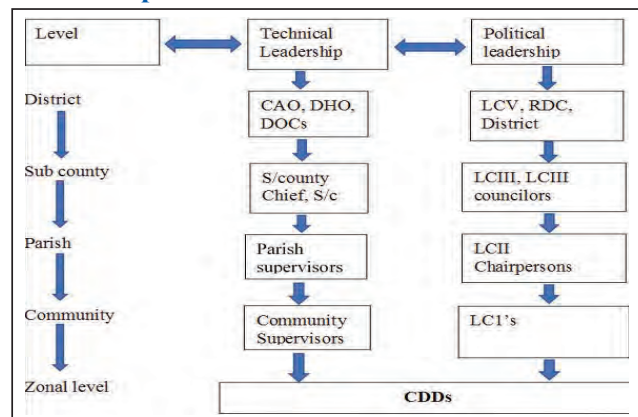 Level
Technical
Leadership
Political
leadership
District
CAO, DHO,
DOCs
LCV, RDC,
District
Sub county
S/county
Chief, S/c
LCIII, LCIII
councilors
Parish
Parish
supervisors
LCII
Chairpersons
Community
Community
Supervisors
LC1's
Zonal level
CDDs